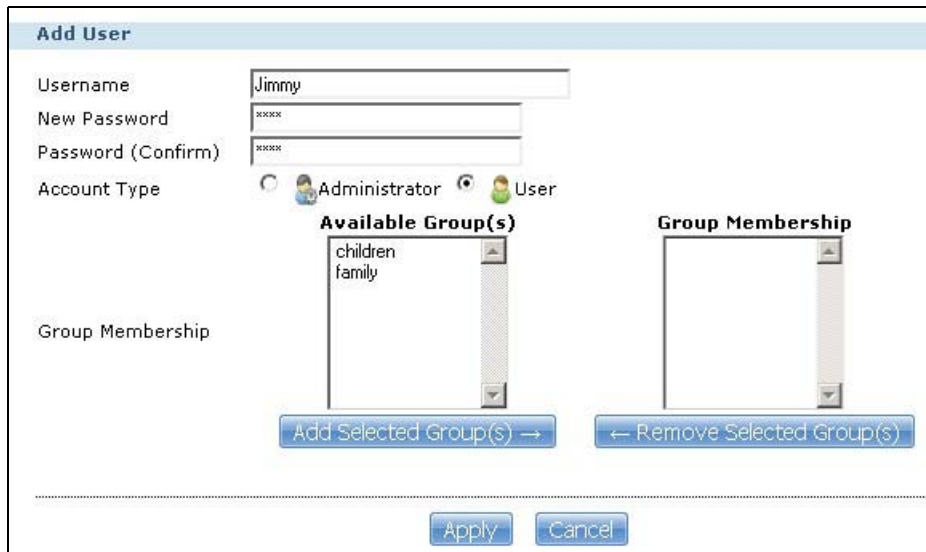 Add User
Username Jimmy
New Password ****
Password (Confirm) ****
Account Type Administrator User
Available Group(s) Group Membership
children
family
Group Membership
Add Selected Group(s) → ← Remove Selected Group(s)
Apply Cancel